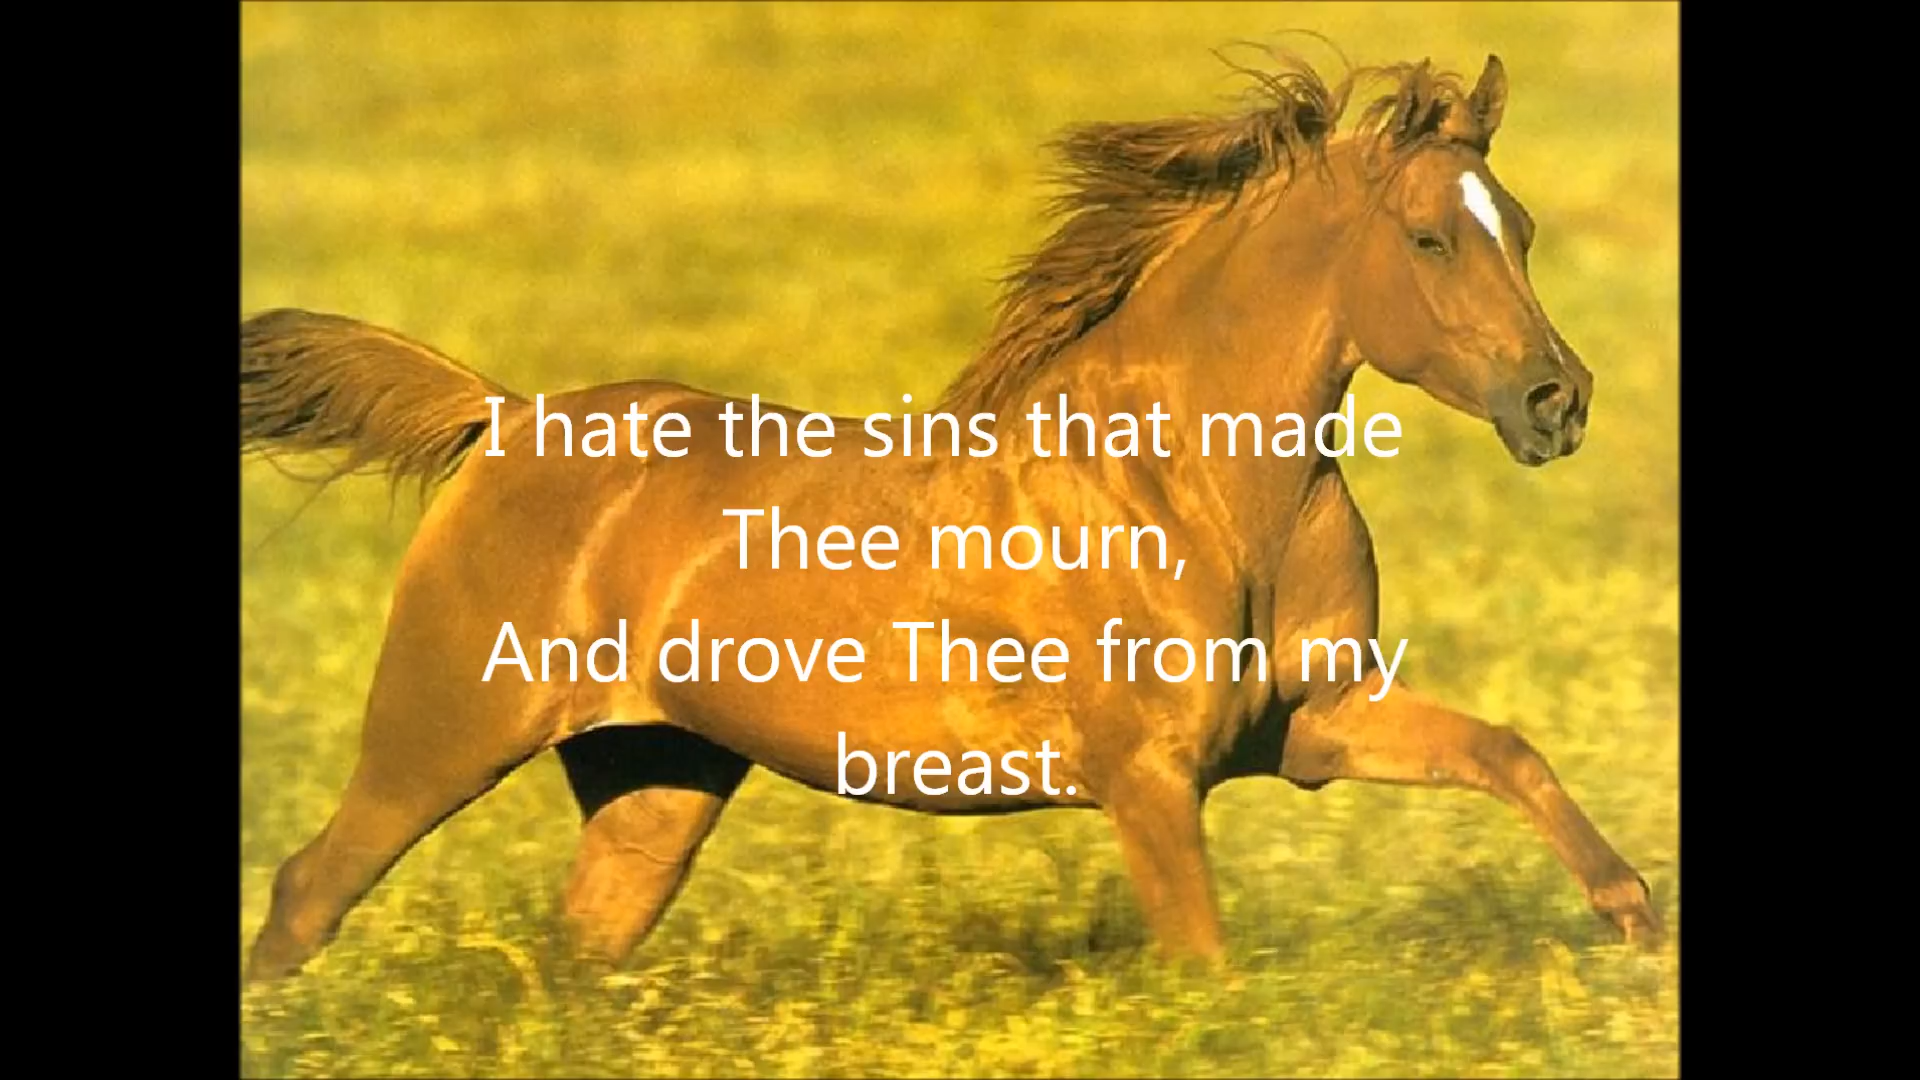 I hate the sins that made
Thee mourn,
And drove Thee from my
breast.